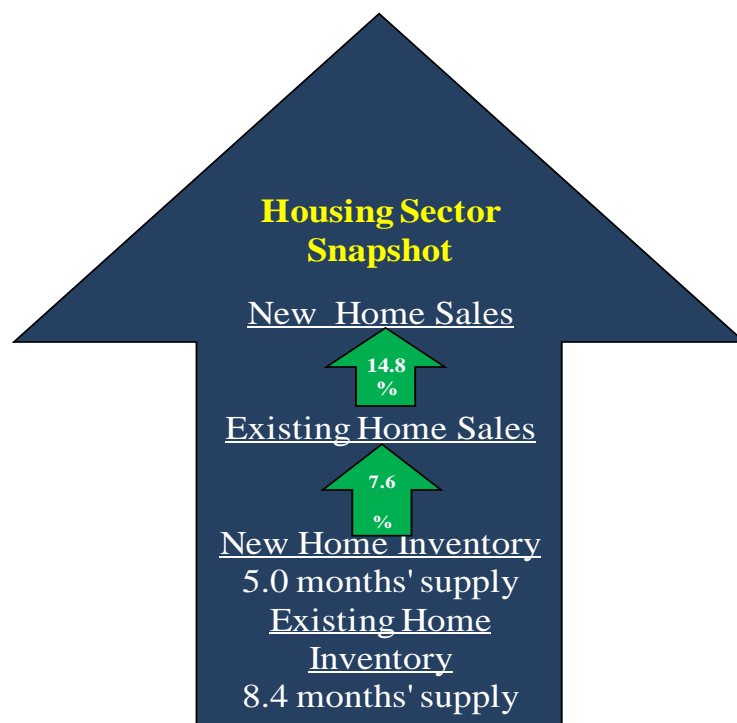 Housing Sector
Snapshot
New Home Sales
14.8
%
Existing Home Sales
7.6
%
New Home Inventory
5.0 months' supply
Existing Home
Inventory
8.4 months' supply